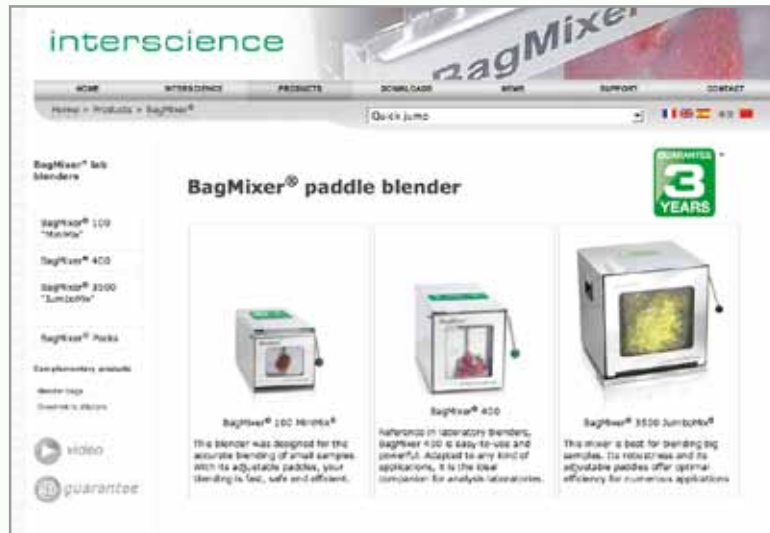 interscience
BagMixer
HOME INTERSCIENCE PRODUCTS DOWNLOADS NEWS SUPPORT CONTACT
Home » Products » BagMixer®
Quick jump
BagMixer® lab
blenders
BagMixer® 100
"MiniMix"
BagMixer® 400
BagMixer® 3500
"JumboMix"
BagMixer® Packs
Complementary products
Blender bags
video
guarantee
BagMixer® paddle blender
GUARANTEE
3
YEARS
BagMixer® 100 MiniMix®
This blender was designed for the
accurate blending of small samples.
With its adjustable paddles, your
blending is fast, safe and efficient.
BagMixer® 400
Reference in laboratory blenders,
BagMixer 400 is easy-to-use and
powerful. Adapted to any kind of
applications, it is the ideal
companion for analysis laboratories.
BagMixer® 3500 JumboMix®
This mixer is best for blending big
samples. Its robustness and its
adjustable paddles offer optimal
efficiency for numerous applications